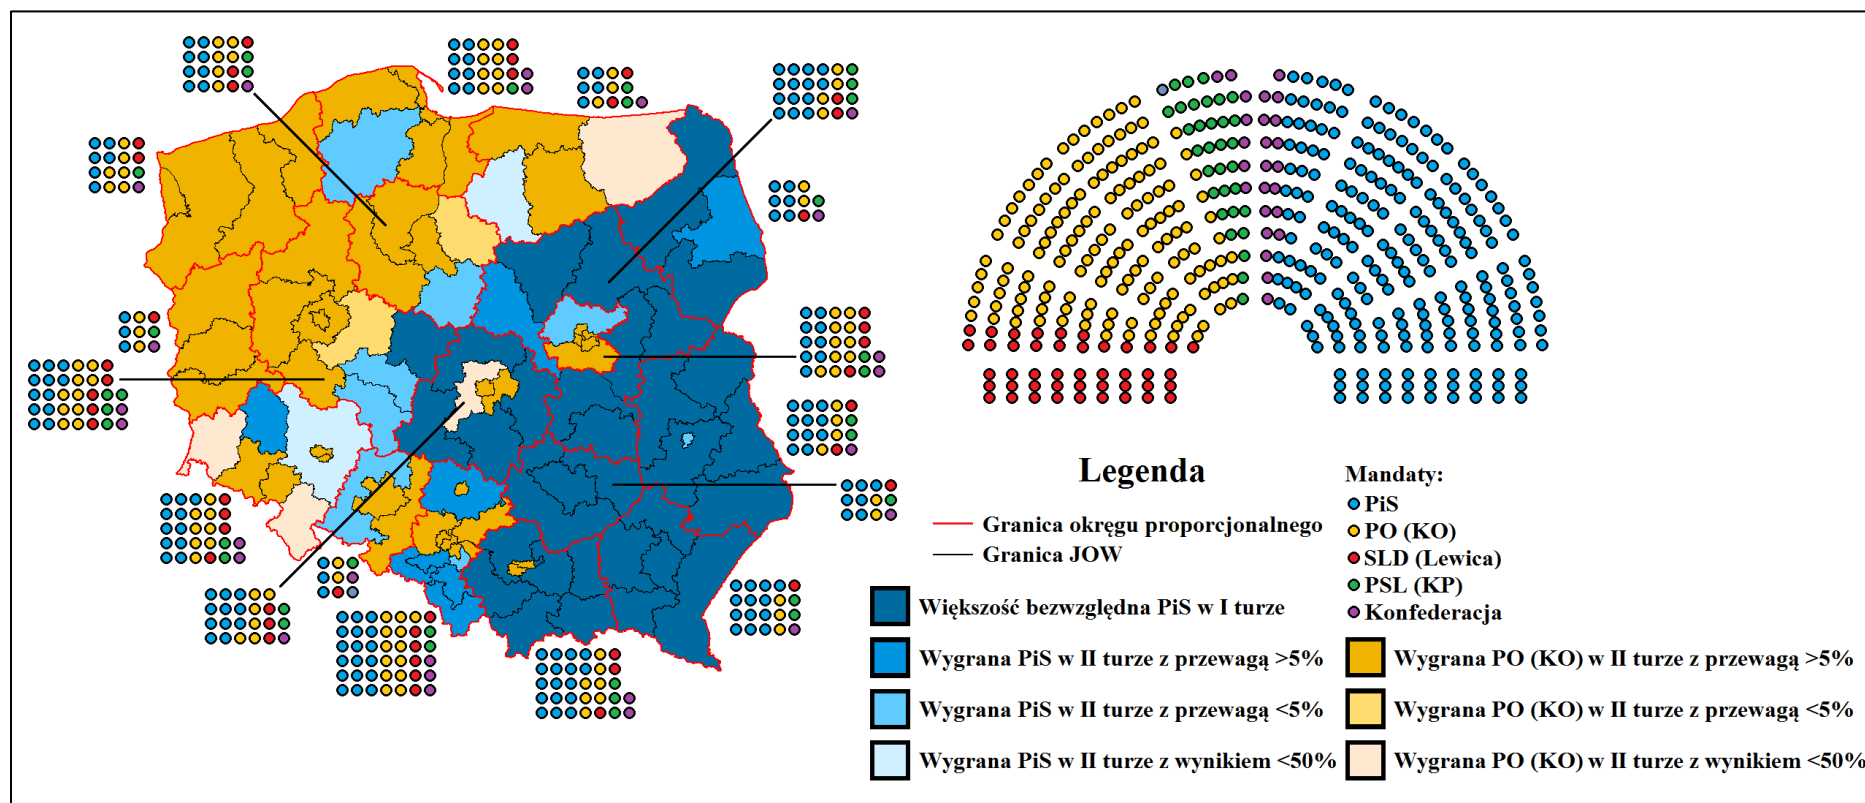 Legenda
Granica okręgu proporcjonalnego
Granica JOW
Mandaty:
PiS
PO (KO)
SLD (Lewica)
PSL (KP)
Konfederacja
Większość bezwzględna PiS w I turze
Wygrana PiS w II turze z przewagą >5%
Wygrana PO (KO) w II turze z przewagą >5%
Wygrana PiS w II turze z przewagą <5%
Wygrana PO (KO) w II turze z przewagą <5%
Wygrana PiS w II turze z wynikiem <50%
Wygrana PO (KO) w II turze z wynikiem <50%